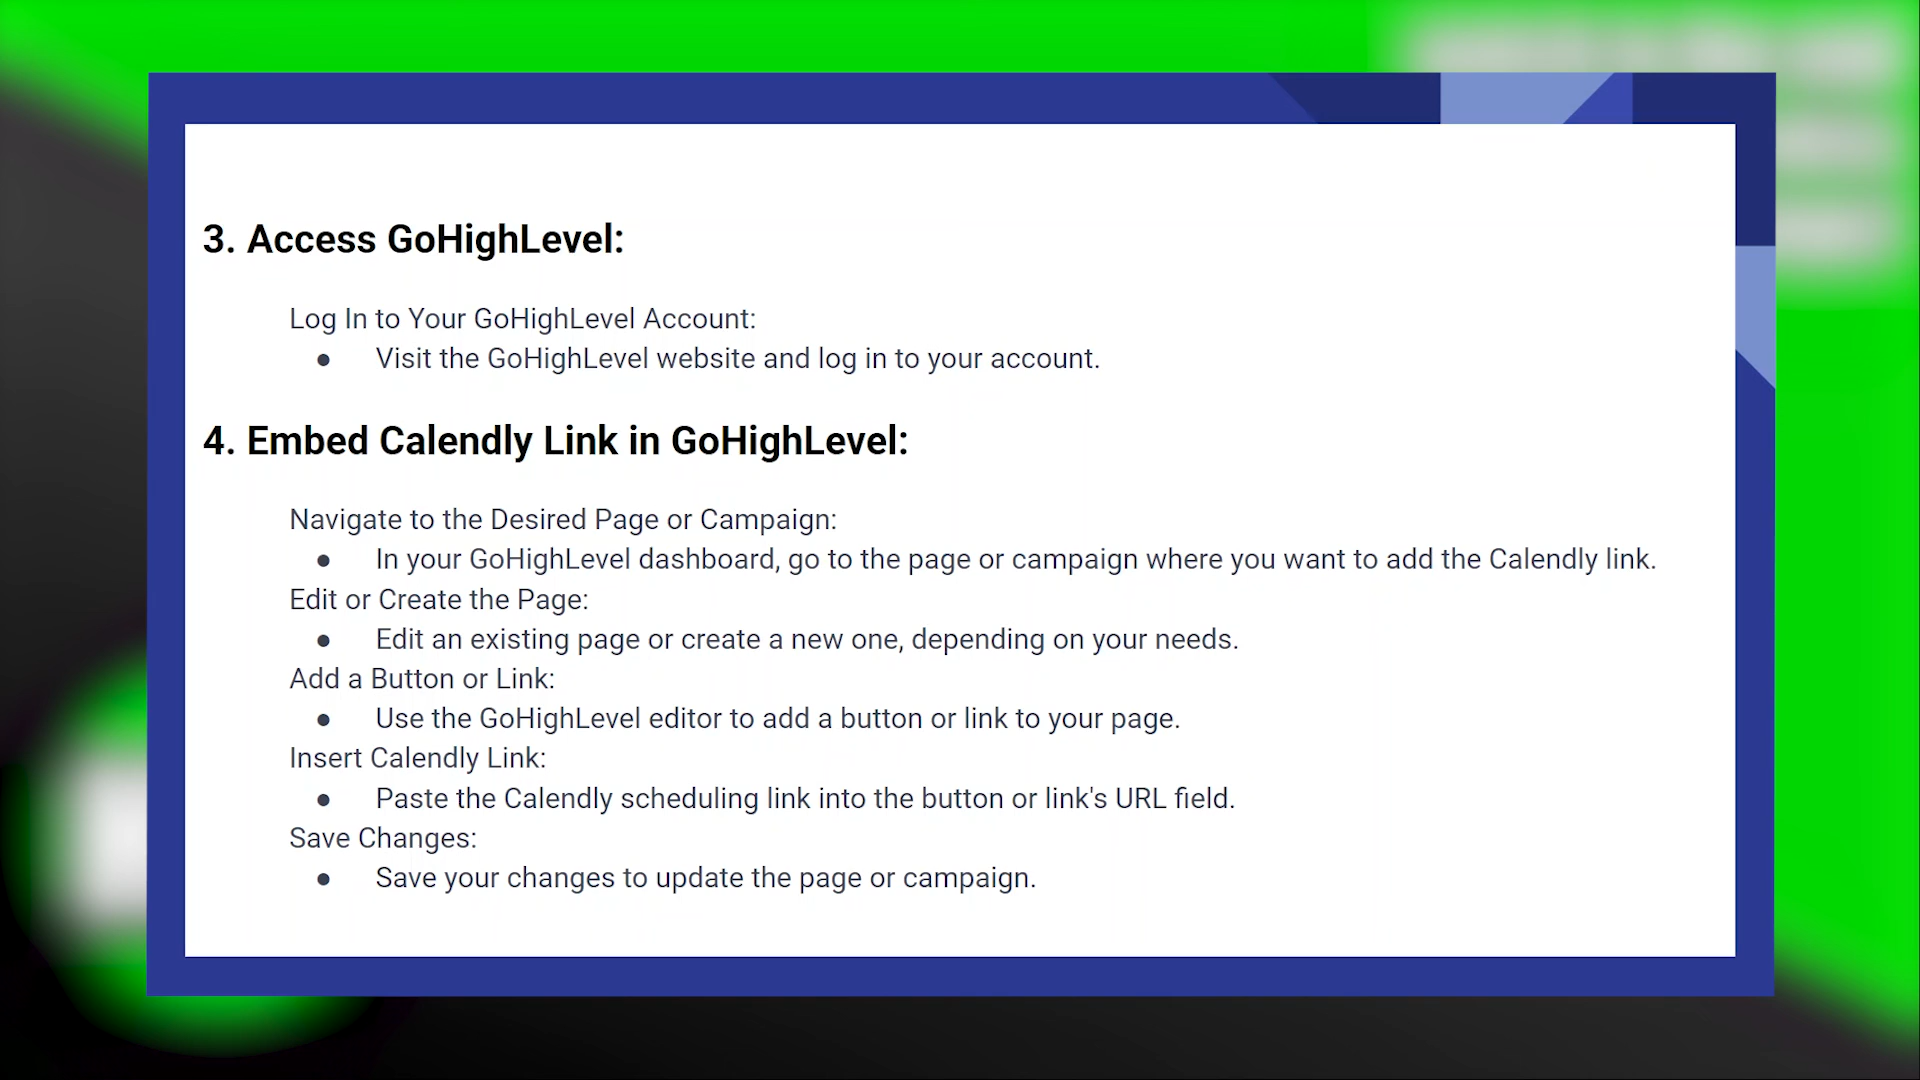 3. Access GoHighLevel:
Log In to Your GoHighLevel Account:
● Visit the GoHighLevel website and log in to your account.
4. Embed Calendly Link in GoHighLevel:
Navigate to the Desired Page or Campaign:
● In your GoHighLevel dashboard, go to the page or campaign where you want to add the Calendly link.
Edit or Create the Page:
● Edit an existing page or create a new one, depending on your needs.
Add a Button or Link:
● Use the GoHighLevel editor to add a button or link to your page.
Insert Calendly Link:
● Paste the Calendly scheduling link into the button or link's URL field.
Save Changes:
● Save your changes to update the page or campaign.